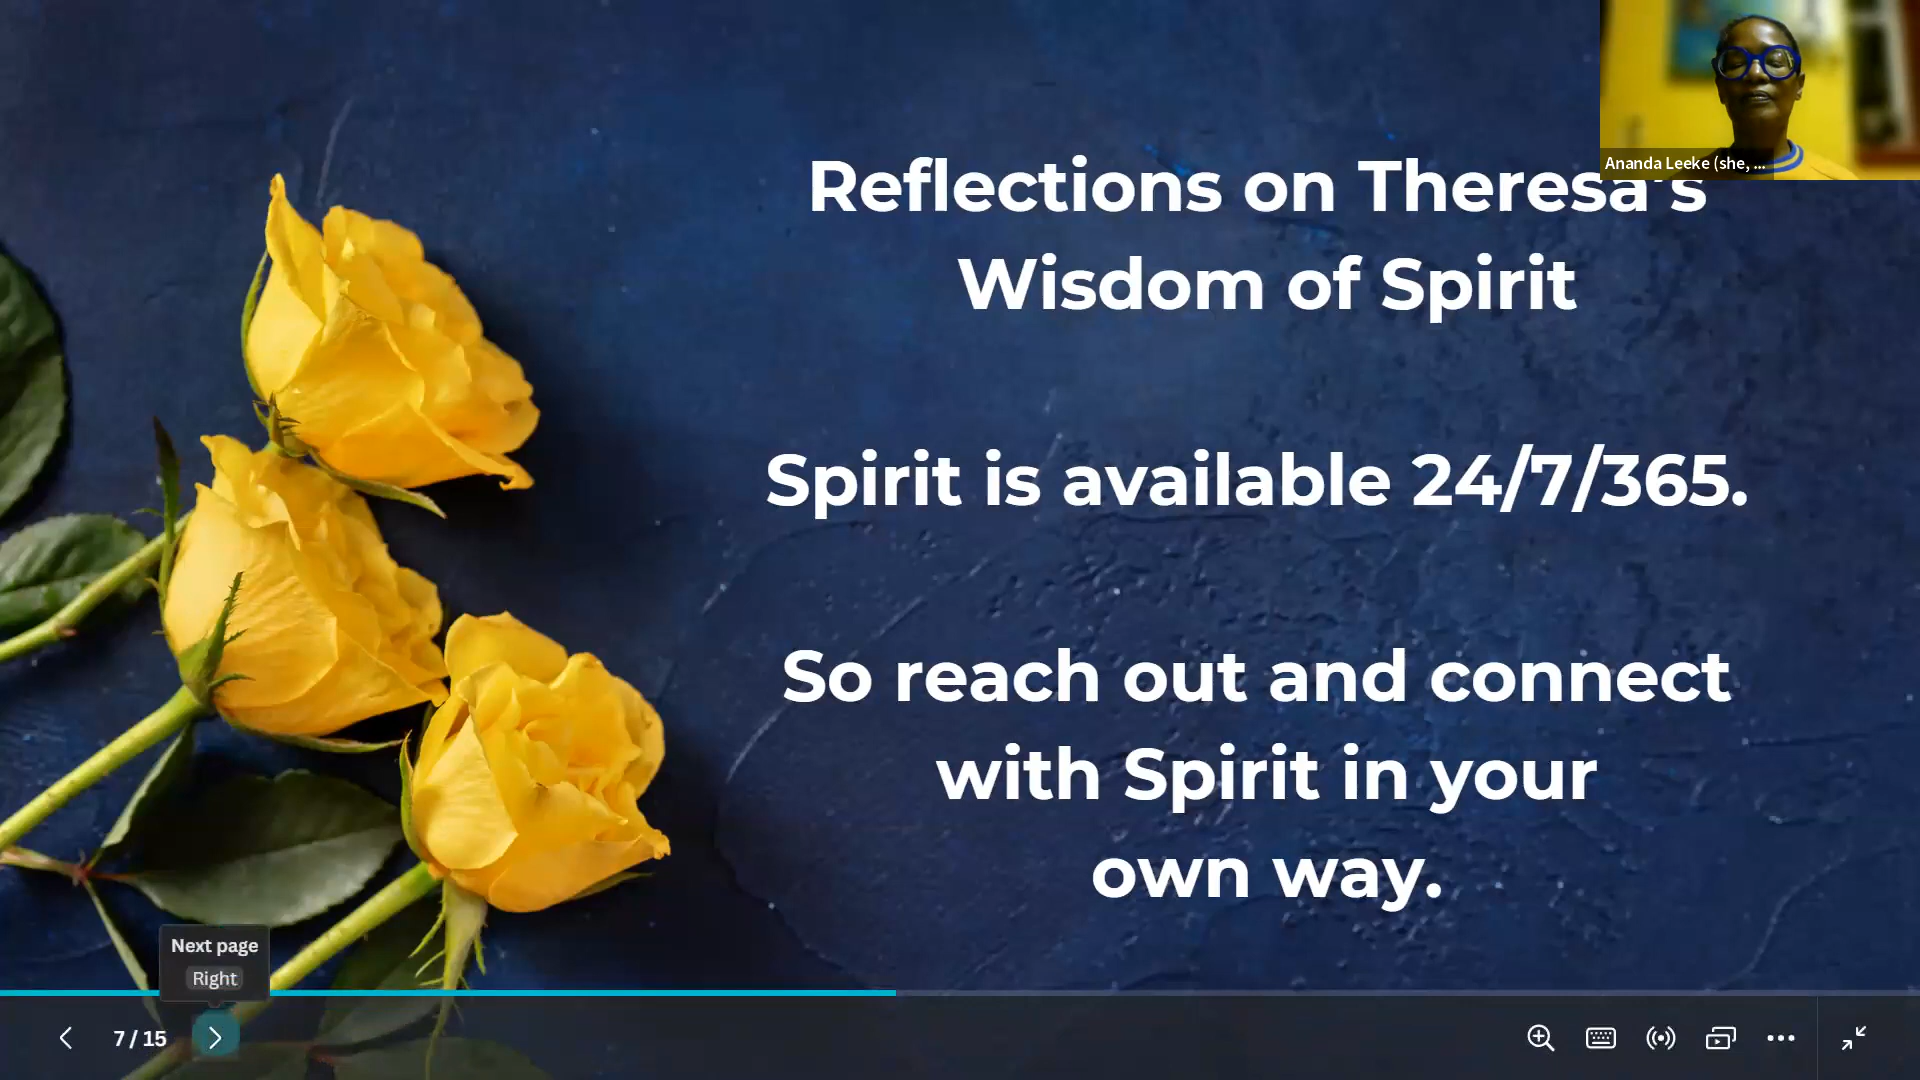 Ananda Leeke (she, ...
Reflections on Theresa's
Wisdom of Spirit
Spirit is available 24/7/365.
So reach out and connect
with Spirit in your
own way.
Next page
Right
7 / 15